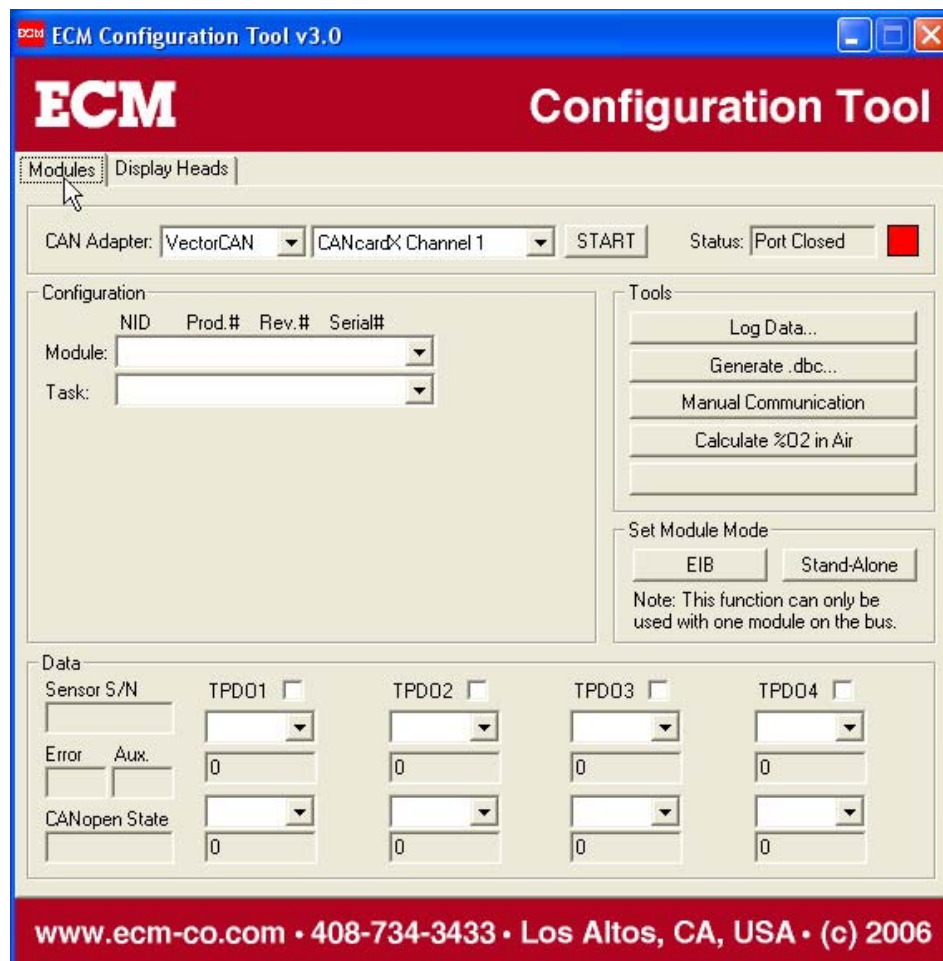 ECM ECM Configuration Tool v3.0
ECM Configuration Tool
Modules Display Heads
CAN Adapter: VectorCAN CANcardX Channel 1 START Status: Port Closed
Configuration
NID Prod.# Rev.# Serial#
Module:
Task:
Tools
Log Data...
Generate .dbc...
Manual Communication
Calculate %O2 in Air
Set Module Mode
EIB Stand-Alone
Note: This function can only be
used with one module on the bus.
Data
Sensor S/N TPDO1 TPDO2 TPDO3 TPDO4
Error Aux. 0 0 0 0
CANopen State
0 0 0 0
www.ecm-co.com • 408-734-3433 • Los Altos, CA, USA • (c) 2006